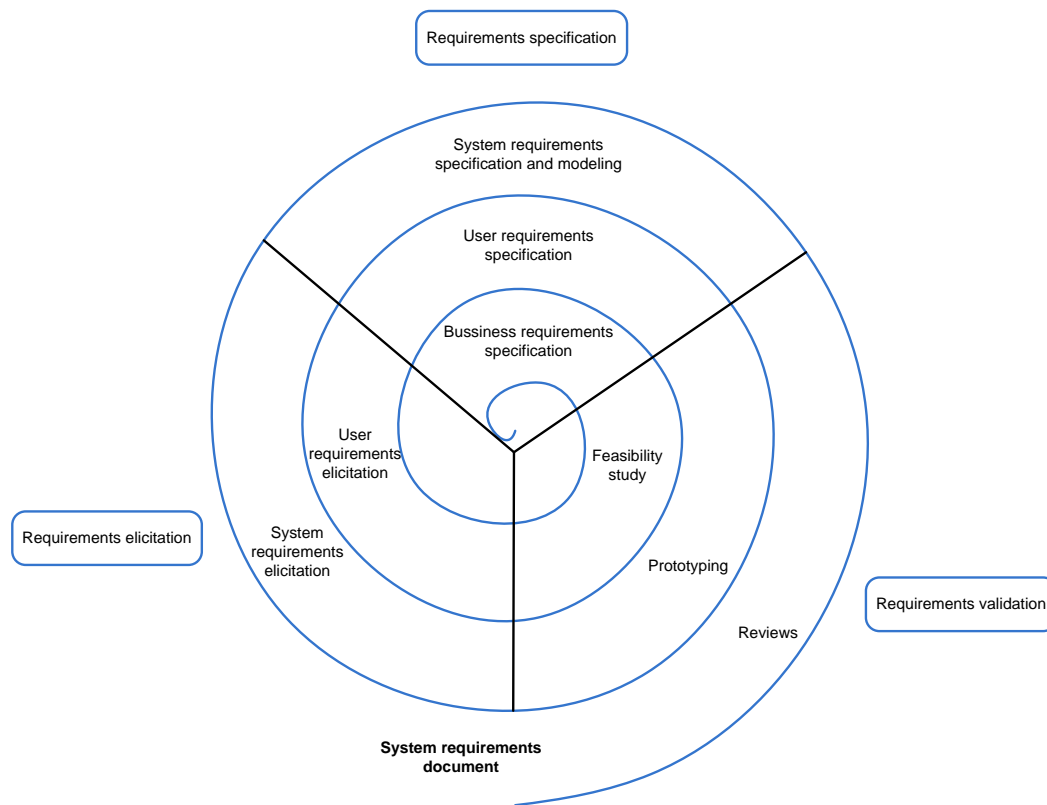 Requirements specification
System requirements
specification and modeling
User requirements
specification
Bussiness requirements
specification
User
requirements
elicitation
Feasibility
study
Requirements elicitation
System
requirements
elicitation
Prototyping
Requirements validation
Reviews
System requirements
document